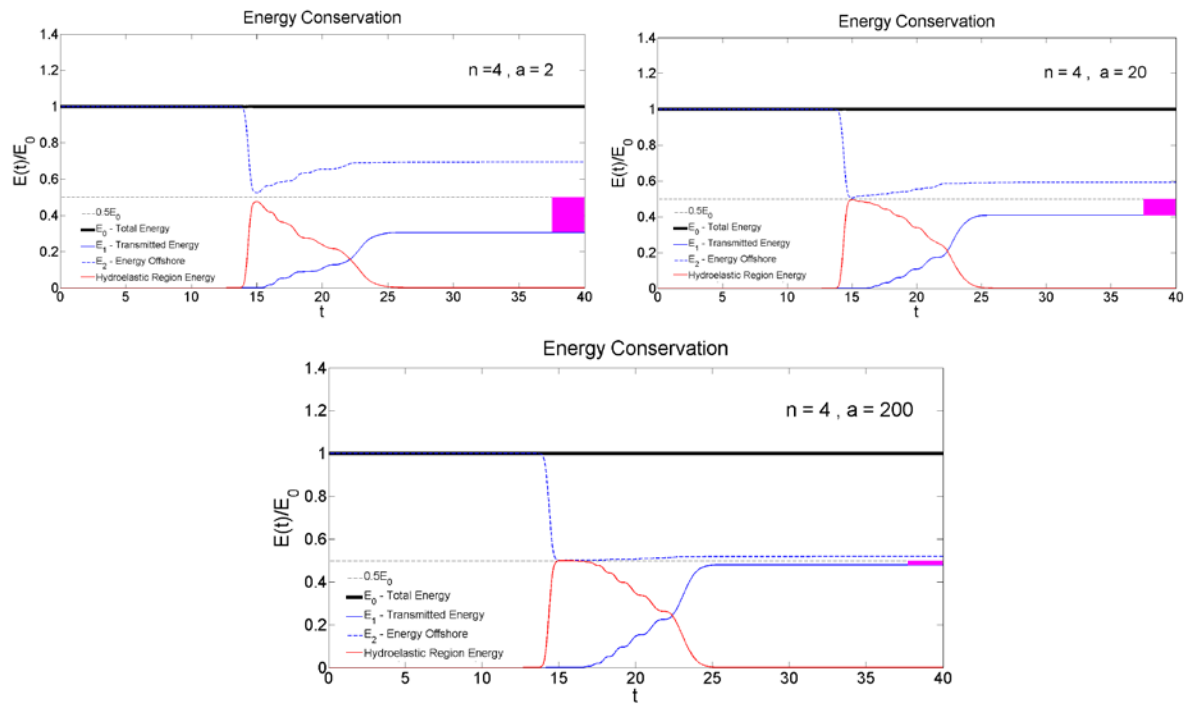 Energy Conservation
n =4 , a = 2
E(t)/E₀
1.4
1.2
1
0.8
0.6
0.4
0.2
0
0.5E₀
E₀ - Total Energy
E₁ - Transmitted Energy
E₂ - Energy Offshore
Hydroelastic Region Energy
0 5 10 15 20 25 30 35 40
t
Energy Conservation
n = 4 , a = 20
E(t)/E₀
1.4
1.2
1
0.8
0.6
0.4
0.2
0
0.5E₀
E₀ - Total Energy
E₁ - Transmitted Energy
E₂ - Energy Offshore
Hydroelastic Region Energy
0 5 10 15 20 25 30 35 40
t
Energy Conservation
n = 4 , a = 200
E(t)/E₀
1.4
1.2
1
0.8
0.6
0.4
0.2
0
0.5E₀
E₀ - Total Energy
E₁ - Transmitted Energy
E₂ - Energy Offshore
Hydroelastic Region Energy
0 5 10 15 20 25 30 35 40
t